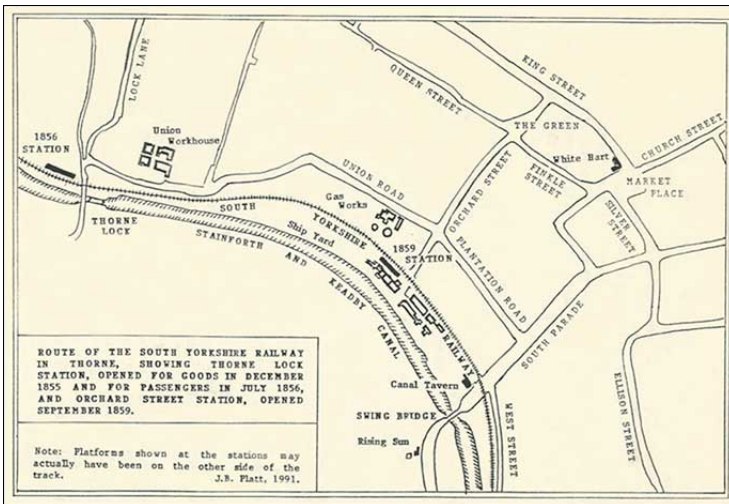 LOCK LANE
KING STREET
QUEEN STREET
1856
STATION
Union
Workhouse
THE GREEN
CHURCH STREET
White Hart
FINKLE
STREET
MARKET
PLACE
UNION ROAD
ORCHARD STREET
SILVER
STREET
Gas
Works
SOUTH YORKSHIRE RAILWAY
THORNE
LOCK
Ship Yard
1859
STATION
PLANTATION ROAD
STAINFORTH AND KEADBY CANAL
SOUTH PARADE
Canal Tavern
SWING BRIDGE
WEST STREET
ELLISON STREET
Rising Sun
ROUTE OF THE SOUTH YORKSHIRE RAILWAY
IN THORNE, SHOWING THORNE LOCK
STATION, OPENED FOR GOODS IN DECEMBER
1855 AND FOR PASSENGERS IN JULY 1856,
AND ORCHARD STREET STATION, OPENED
SEPTEMBER 1859.
Note: Platforms shown at the stations may
actually have been on the other side of the
track. J.B. Platt, 1991.